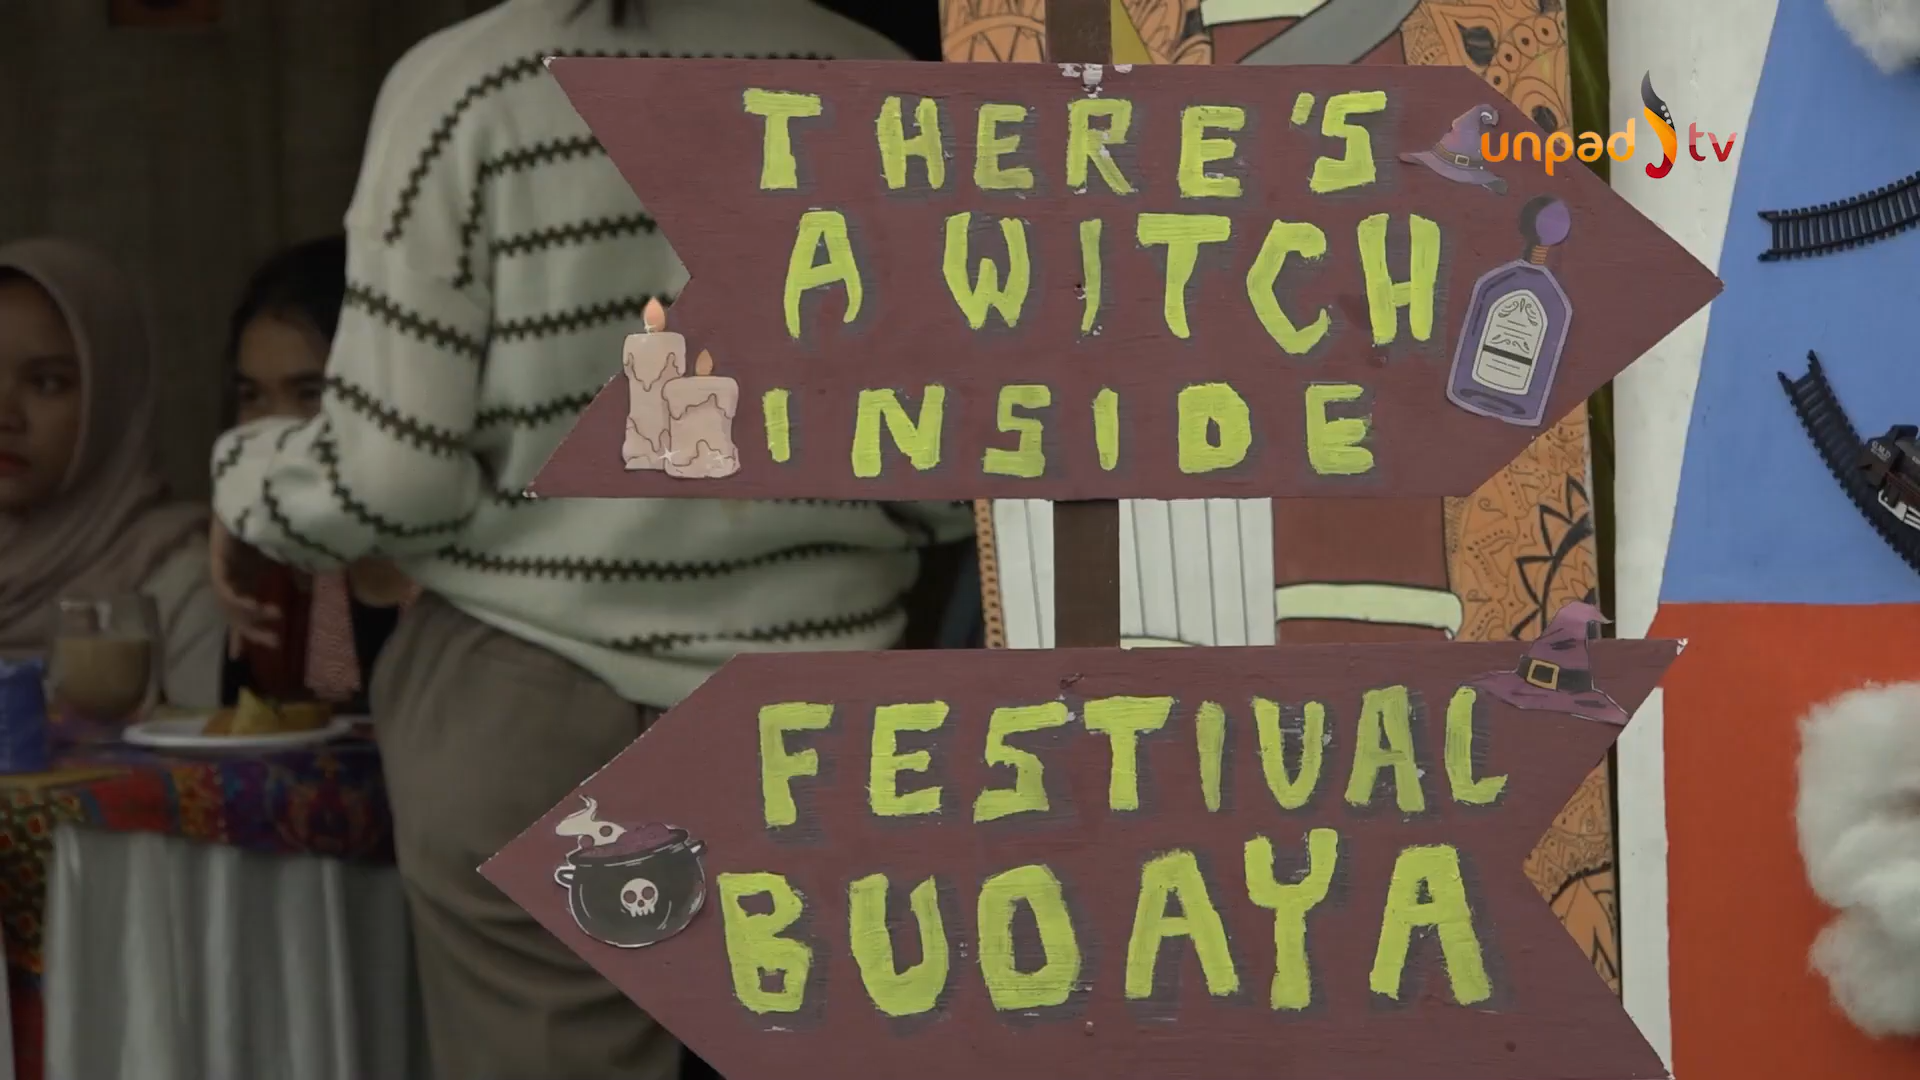 unpad tv
THERE'S
A WITCH
INSIDE
FESTIVAL
BUDAYA